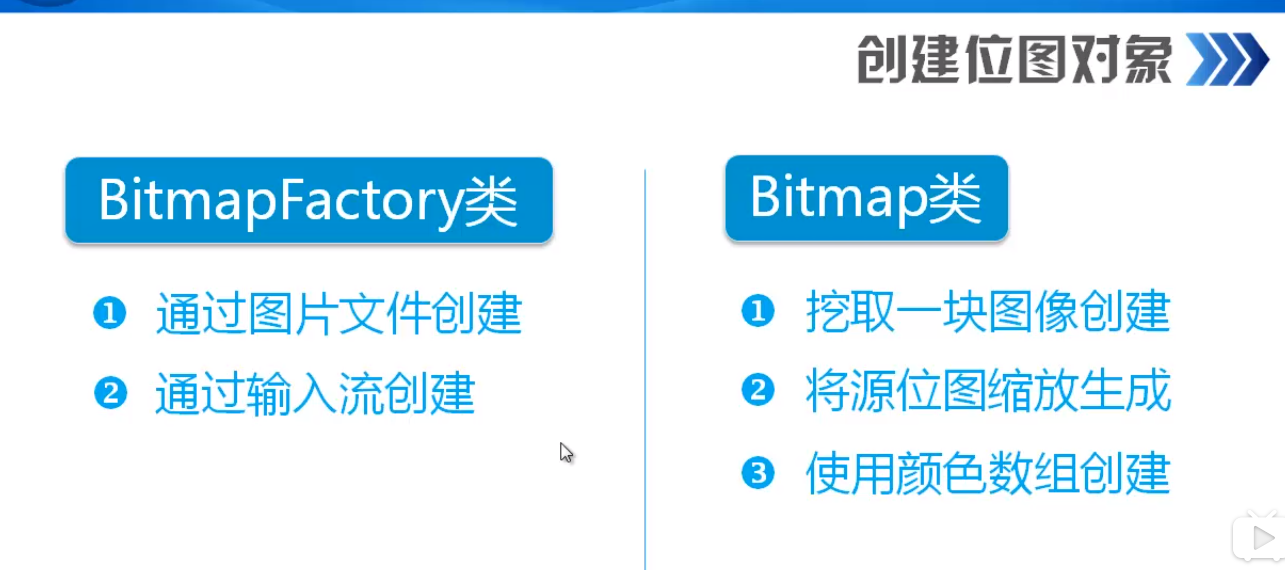 创建位图对象
BitmapFactory类
❶ 通过图片文件创建
❷ 通过输入流创建
Bitmap类
❶ 挖取一块图像创建
❷ 将源位图缩放生成
❸ 使用颜色数组创建